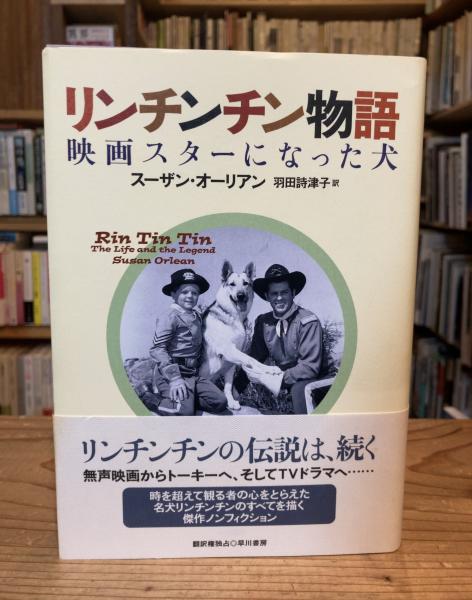 リンチンチン物語
映画スターになった犬
スーザン・オーリアン 羽田詩津子 訳
Rin Tin Tin
The Life and the Legend
Susan Orlean
リンチンチンの伝説は、続く
無声映画からトーキーへ、そしてTVドラマへ……
時を超えて観る者の心をとらえた
名犬リンチンチンのすべてを描く
傑作ノンフィクション
翻訳権独占◎早川書房